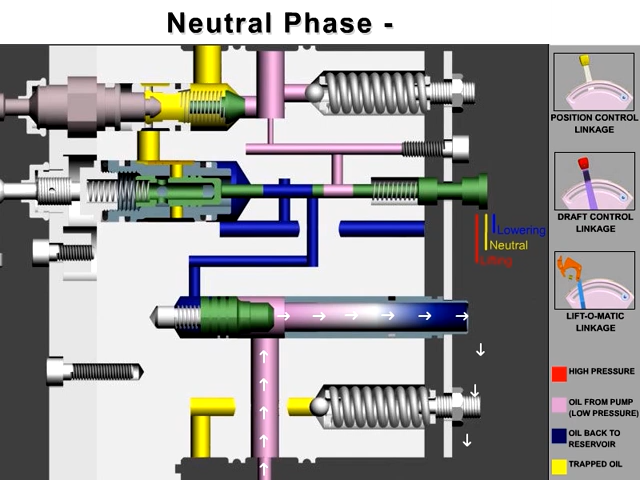 Neutral Phase -
POSITION CONTROL
LINKAGE
DRAFT CONTROL
LINKAGE
Lowering
Neutral
Lifting
LIFT-O-MATIC
LINKAGE
HIGH PRESSURE
OIL FROM PUMP
(LOW PRESSURE)
OIL BACK TO
RESERVOIR
TRAPPED OIL